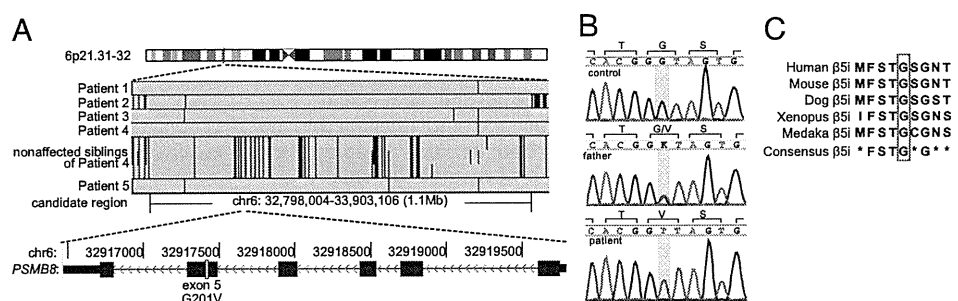 A
6p21.31-32
Patient 1
Patient 2
Patient 3
Patient 4
nonaffected siblings
of Patient 4
Patient 5
candidate region
chr6: 32,798,004-33,903,106 (1.1Mb)
chr6:
32917000 32917500 32918000 32918500 32919000 32919500
PSMB8:
exon 5
G201V
B
T G S
C A C G G G T A G T G
control
T G/V S
C A C G G K T A G T G
father
T V S
C A C G G T T A G T G
patient
C
Human β5i M F S T G S G N T
Mouse β5i M F S T G S G N T
Dog β5i M F S T G S G S T
Xenopus β5i I F S T G S G N S
Medaka β5i M F S T G C G N S
Consensus β5i * F S T G * G * *